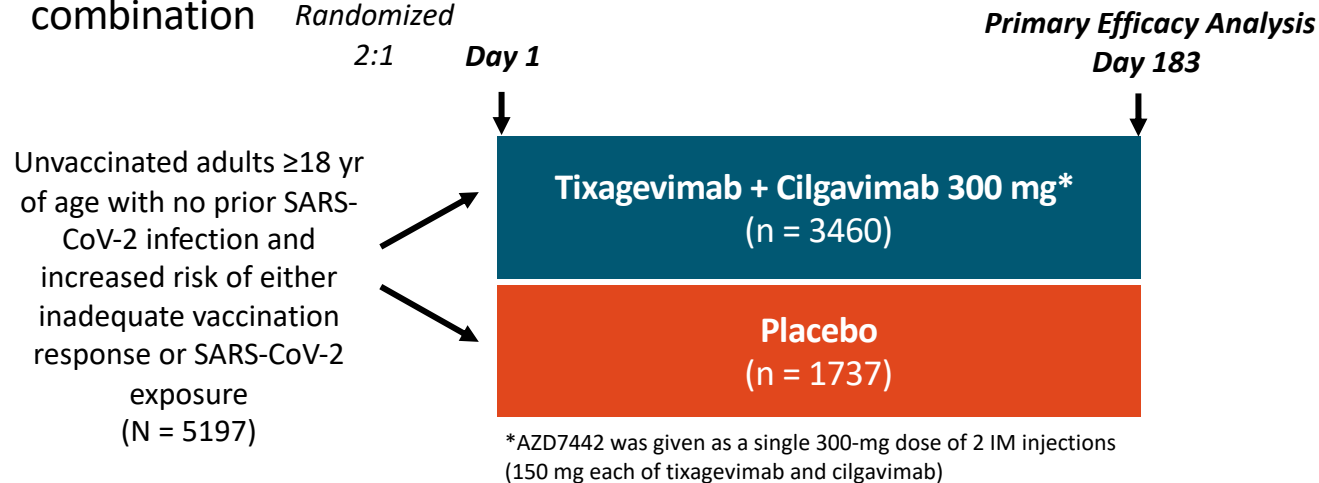 combination
Randomized
2:1
Day 1
Primary Efficacy Analysis
Day 183
Unvaccinated adults ≥18 yr
of age with no prior SARS-
CoV-2 infection and
increased risk of either
inadequate vaccination
response or SARS-CoV-2
exposure
(N = 5197)
Tixagevimab + Cilgavimab 300 mg*
(n = 3460)
Placebo
(n = 1737)
*AZD7442 was given as a single 300-mg dose of 2 IM injections
(150 mg each of tixagevimab and cilgavimab)